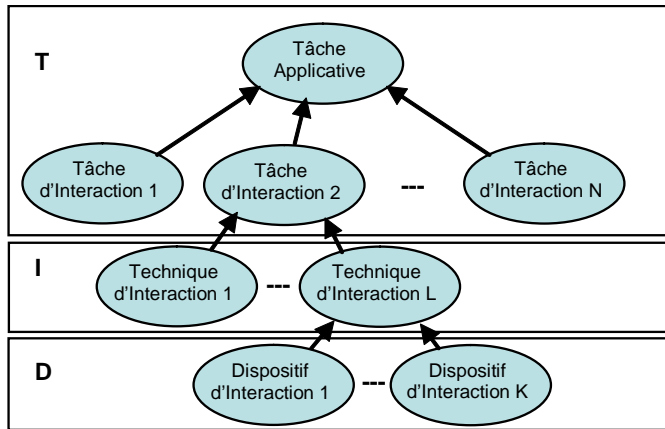 T
Tâche
Applicative
Tâche
d'Interaction 1
Tâche
d'Interaction 2
---
Tâche
d'Interaction N
I
Technique
d'Interaction 1
---
Technique
d'Interaction L
D
Dispositif
d'Interaction 1
---
Dispositif
d'Interaction K